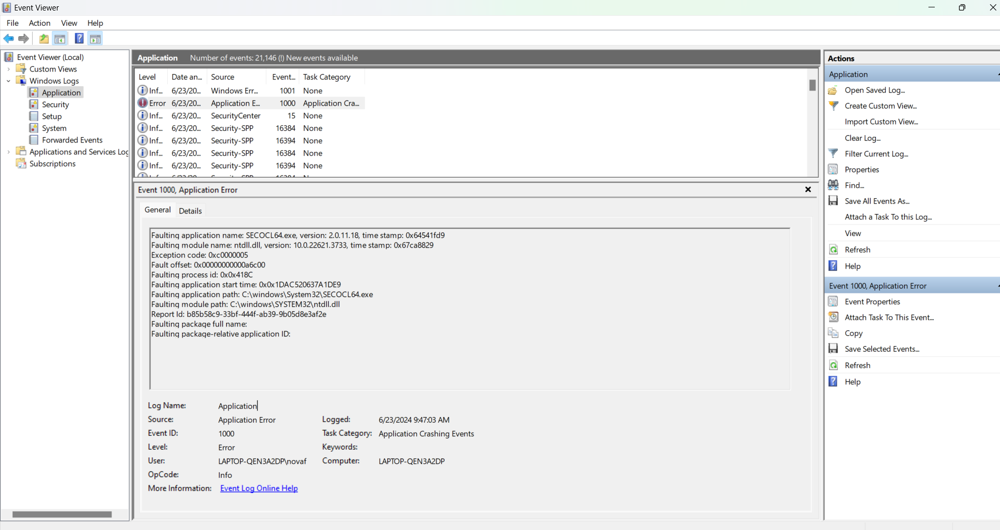 Event Viewer
File Action View Help
Event Viewer (Local)
Custom Views
Windows Logs
Application
Security
Setup
System
Forwarded Events
Applications and Services Log
Subscriptions
Application Number of events: 21,146 (!) New events available
Level Date an... Source Event... Task Category
Inf... 6/23/20... Windows Err... 1001 None
Error 6/23/20... Application E... 1000 Application Cra...
Inf... 6/23/20... SecurityCenter 15 None
Inf... 6/23/20... Security-SPP 16384 None
Inf... 6/23/20... Security-SPP 16394 None
Inf... 6/23/20... Security-SPP 16384 None
Inf... 6/23/20... Security-SPP 16394 None
Event 1000, Application Error
General Details
Faulting application name: SECOCL64.exe, version: 2.0.11.18, time stamp: 0x64541fd9
Faulting module name: ntdll.dll, version: 10.0.22621.3733, time stamp: 0x67ca8829
Exception code: 0xc0000005
Fault offset: 0x00000000000a6c00
Faulting process id: 0x0x418C
Faulting application start time: 0x0x1DAC520637A1DE9
Faulting application path: C:\windows\System32\SECOCL64.exe
Faulting module path: C:\windows\SYSTEM32\ntdll.dll
Report Id: b85b58c9-33bf-444f-ab39-9b05d8e3af2e
Faulting package full name:
Faulting package-relative application ID:
Log Name: Application
Source: Application Error Logged: 6/23/2024 9:47:03 AM
Event ID: 1000 Task Category: Application Crashing Events
Level: Error Keywords:
User: LAPTOP-QEN3A2DP\novaf Computer: LAPTOP-QEN3A2DP
OpCode: Info
More Information: Event Log Online Help
Actions
Application
Open Saved Log...
Create Custom View...
Import Custom View...
Clear Log...
Filter Current Log...
Properties
Find...
Save All Events As...
Attach a Task To this Log...
View
Refresh
Help
Event 1000, Application Error
Event Properties
Attach Task To This Event...
Copy
Save Selected Events...
Refresh
Help